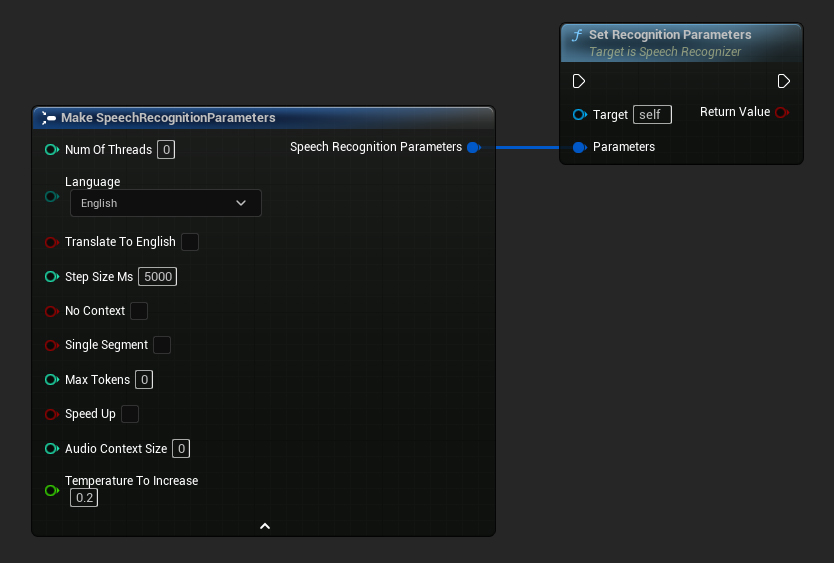 Set Recognition Parameters
Target is Speech Recognizer
Target self
Return Value
Parameters
Make SpeechRecognitionParameters
Num Of Threads 0
Speech Recognition Parameters
Language
English
Translate To English
Step Size Ms 5000
No Context
Single Segment
Max Tokens 0
Speed Up
Audio Context Size 0
Temperature To Increase
0.2